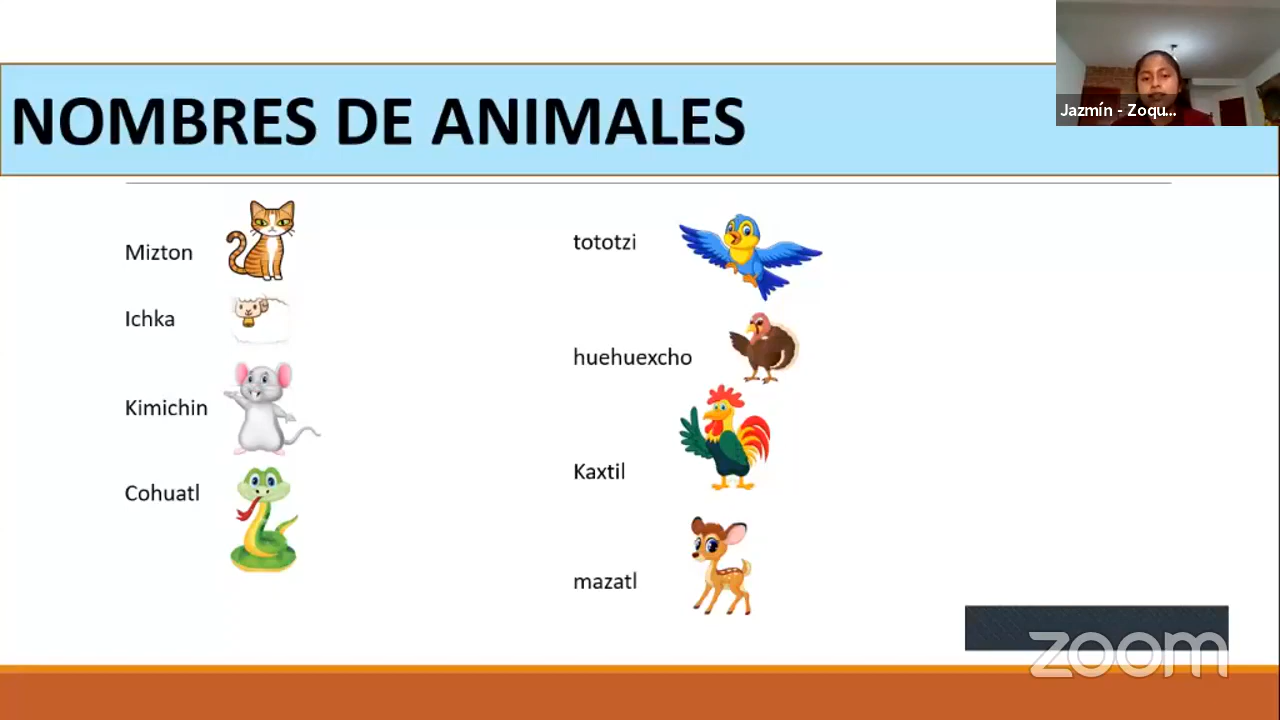 NOMBRES DE ANIMALES
Jazmín - Zoqu...
Mizton
Ichka
Kimichin
Cohuatl
tototzi
huehuexcho
Kaxtil
mazatl
zoom